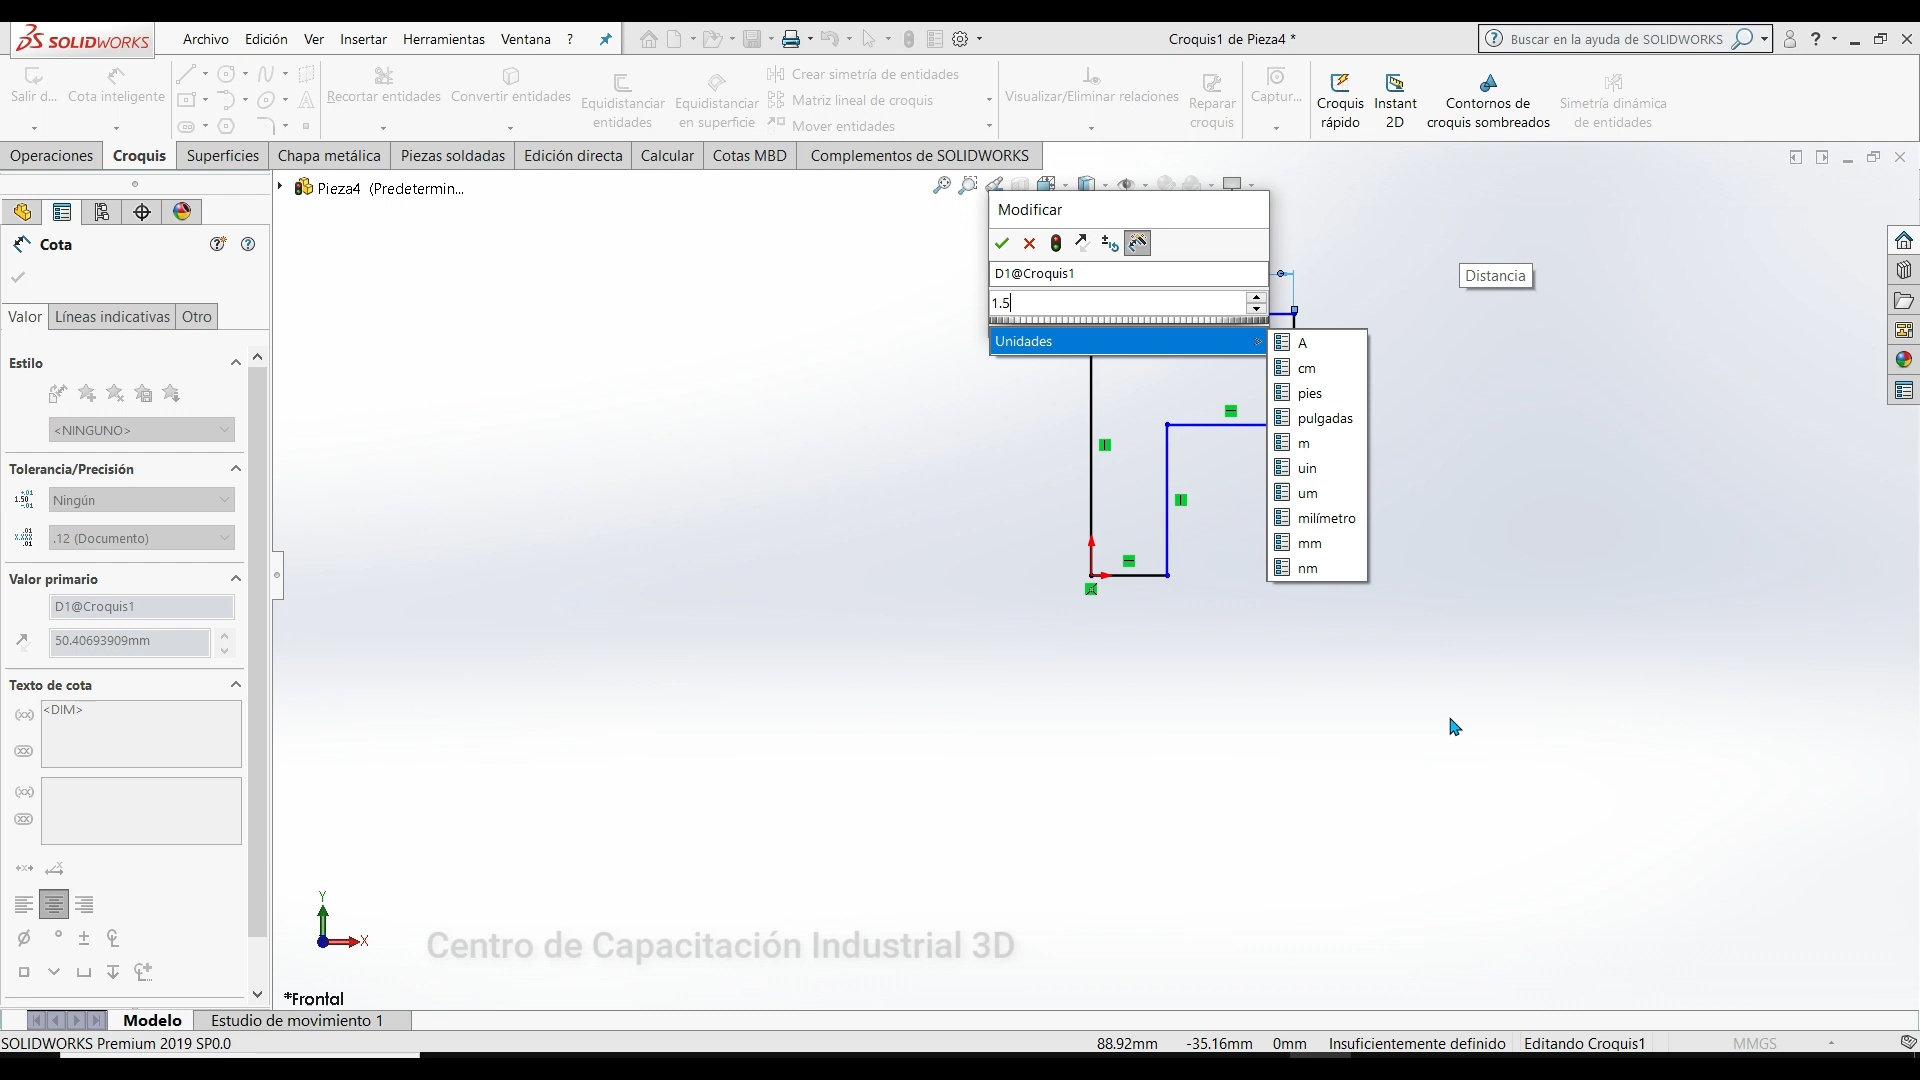 SOLIDWORKS
Archivo Edición Ver Insertar Herramientas Ventana ?
Croquis1 de Pieza4 *
Buscar en la ayuda de SOLIDWORKS
?
Salir d...
Cota inteligente
Recortar entidades
Convertir entidades
Equidistanciar entidades
Equidistanciar en superficie
Crear simetría de entidades
Matriz lineal de croquis
Mover entidades
Visualizar/Eliminar relaciones
Reparar croquis
Captur...
Croquis rápido
Instant 2D
Contornos de croquis sombreados
Simetría dinámica de entidades
Operaciones Croquis Superficies Chapa metálica Piezas soldadas Edición directa Calcular Cotas MBD Complementos de SOLIDWORKS
Pieza4 (Predetermin...
Cota
Valor Líneas indicativas Otro
Estilo
<NINGUNO>
Tolerancia/Precisión
Ningún
.12 (Documento)
Valor primario
D1@Croquis1
50.40693909mm
Texto de cota
<DIM>
Modificar
D1@Croquis1
1.5
Unidades
A
cm
pies
pulgadas
m
uin
um
milímetro
mm
nm
Distancia
Y
X
Centro de Capacitación Industrial 3D
*Frontal
Modelo Estudio de movimiento 1
SOLIDWORKS Premium 2019 SP0.0
88.92mm -35.16mm 0mm Insuficientemente definido Editando Croquis1 MMGS